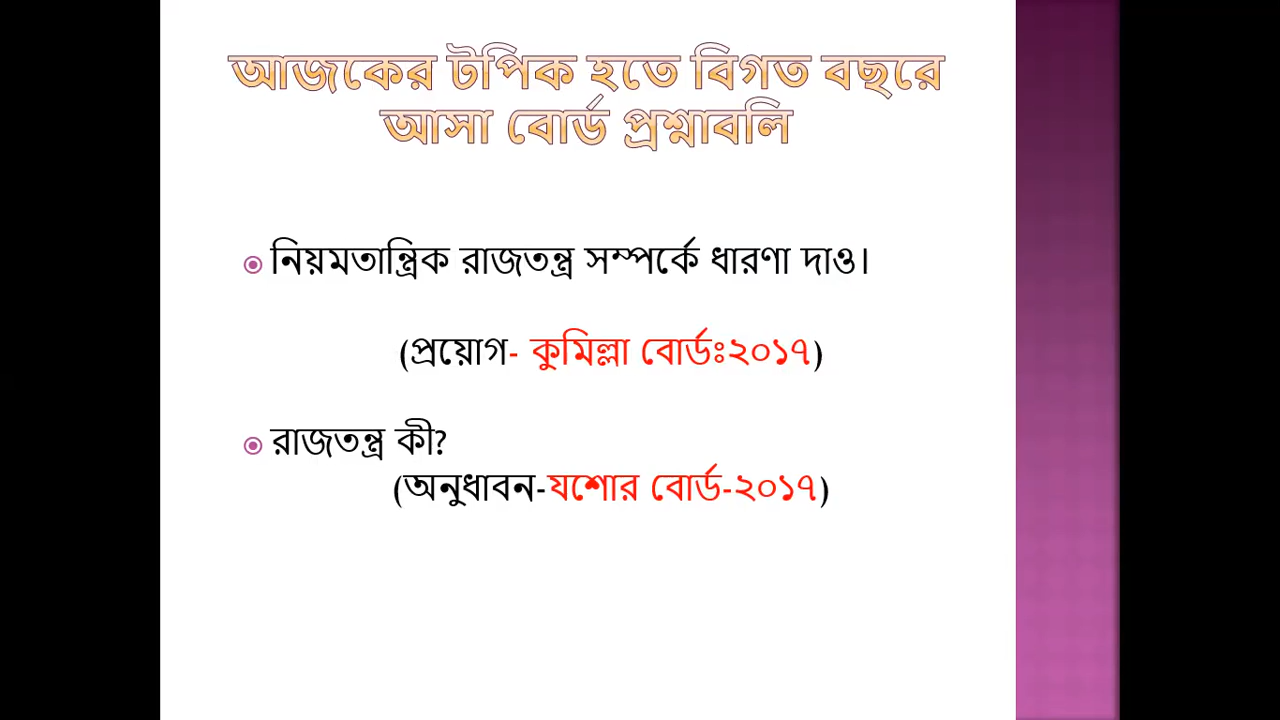 আজকের টপিক হতে বিগত বছরে
আসা বোর্ড প্রশ্নাবলি
নিয়মতান্ত্রিক রাজতন্ত্র সম্পর্কে ধারণা দাও।
(প্রয়োগ- কুমিল্লা বোর্ডঃ২০১৭)
রাজতন্ত্র কী?
(অনুধাবন-যশোর বোর্ড-২০১৭)